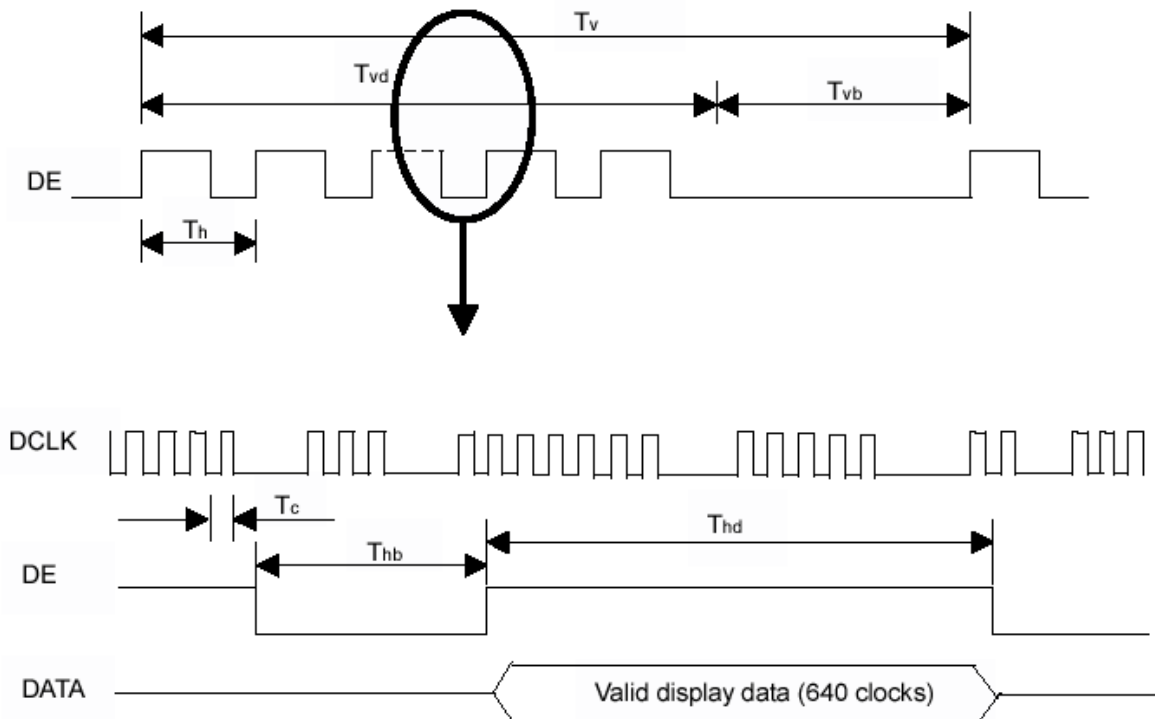 Tv
Tvd
Tvb
DE
Th
DCLK
Tc
Thd
Thb
DE
DATA
Valid display data (640 clocks)